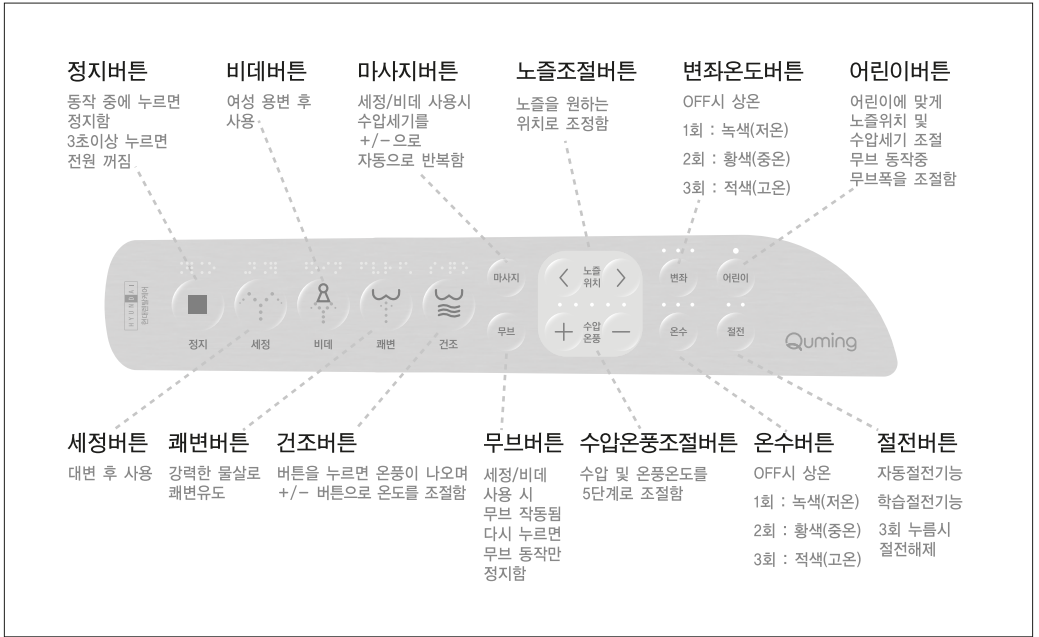 정지버튼
동작 중에 누르면
정지함
3초이상 누르면
전원 꺼짐
비데버튼
여성 용변 후
사용
마사지버튼
세정/비데 사용시
수압세기를
+/-으로
자동으로 반복함
노즐조절버튼
노즐을 원하는
위치로 조정함
변좌온도버튼
OFF시 상온
1회 : 녹색(저온)
2회 : 황색(중온)
3회 : 적색(고온)
어린이버튼
어린이에 맞게
노즐위치 및
수압세기 조절
무브 동작중
무브폭을 조절함
HYUNDAI
현대렌탈케어
정지
세정
비데
쾌변
건조
마사지
무브
노즐
위치
수압
온풍
변좌
어린이
온수
절전
Quming
세정버튼
대변 후 사용
쾌변버튼
강력한 물살로
쾌변유도
건조버튼
버튼을 누르면 온풍이 나오며
+/- 버튼으로 온도를 조절함
무브버튼
세정/비데
사용 시
무브 작동됨
다시 누르면
무브 동작만
정지함
수압온풍조절버튼
수압 및 온풍온도를
5단계로 조절함
온수버튼
OFF시 상온
1회 : 녹색(저온)
2회 : 황색(중온)
3회 : 적색(고온)
절전버튼
자동절전기능
학습절전기능
3회 누름시
절전해제